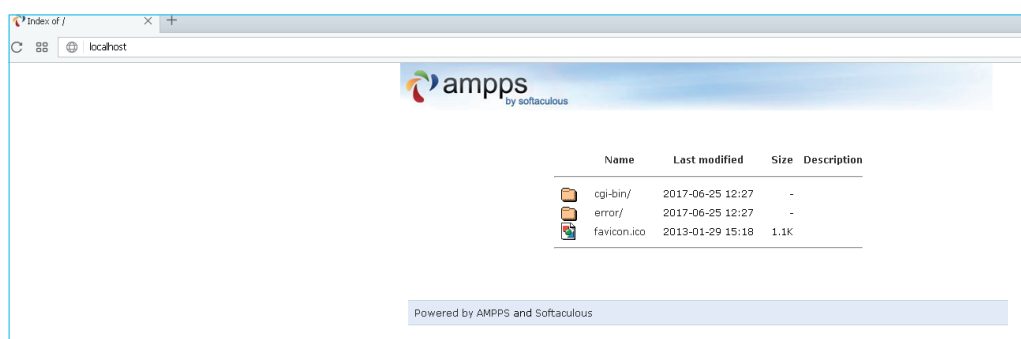 Index of /
localhost
ampps
by softaculous
Name Last modified Size Description
cgi-bin/ 2017-06-25 12:27 -
error/ 2017-06-25 12:27 -
favicon.ico 2013-01-29 15:18 1.1K
Powered by AMPPS and Softaculous